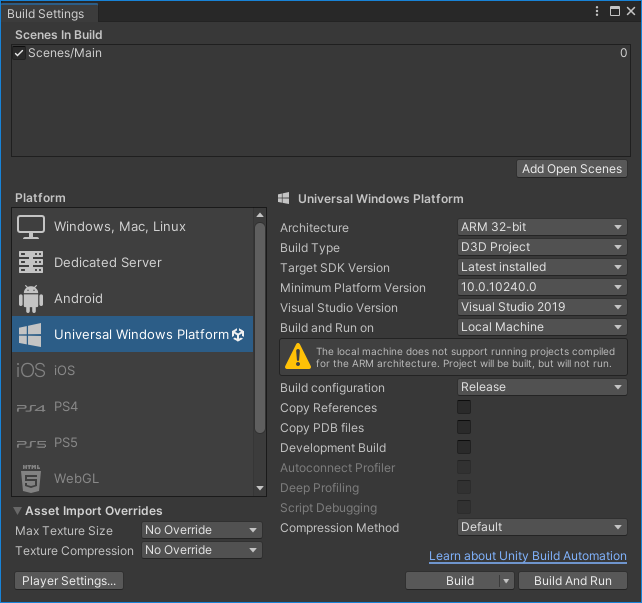 Build Settings
Scenes In Build
Scenes/Main 0
Add Open Scenes
Platform
Windows, Mac, Linux
Dedicated Server
Android
Universal Windows Platform
iOS iOS
PS4 PS4
PS5 PS5
HTML 5 WebGL
Asset Import Overrides
Max Texture Size No Override
Texture Compression No Override
Player Settings...
Universal Windows Platform
Architecture ARM 32-bit
Build Type D3D Project
Target SDK Version Latest installed
Minimum Platform Version 10.0.10240.0
Visual Studio Version Visual Studio 2019
Build and Run on Local Machine
The local machine does not support running projects compiled
for the ARM architecture. Project will be built, but will not run.
Build configuration Release
Copy References
Copy PDB files
Development Build
Autoconnect Profiler
Deep Profiling
Script Debugging
Compression Method Default
Learn about Unity Build Automation
Build Build And Run